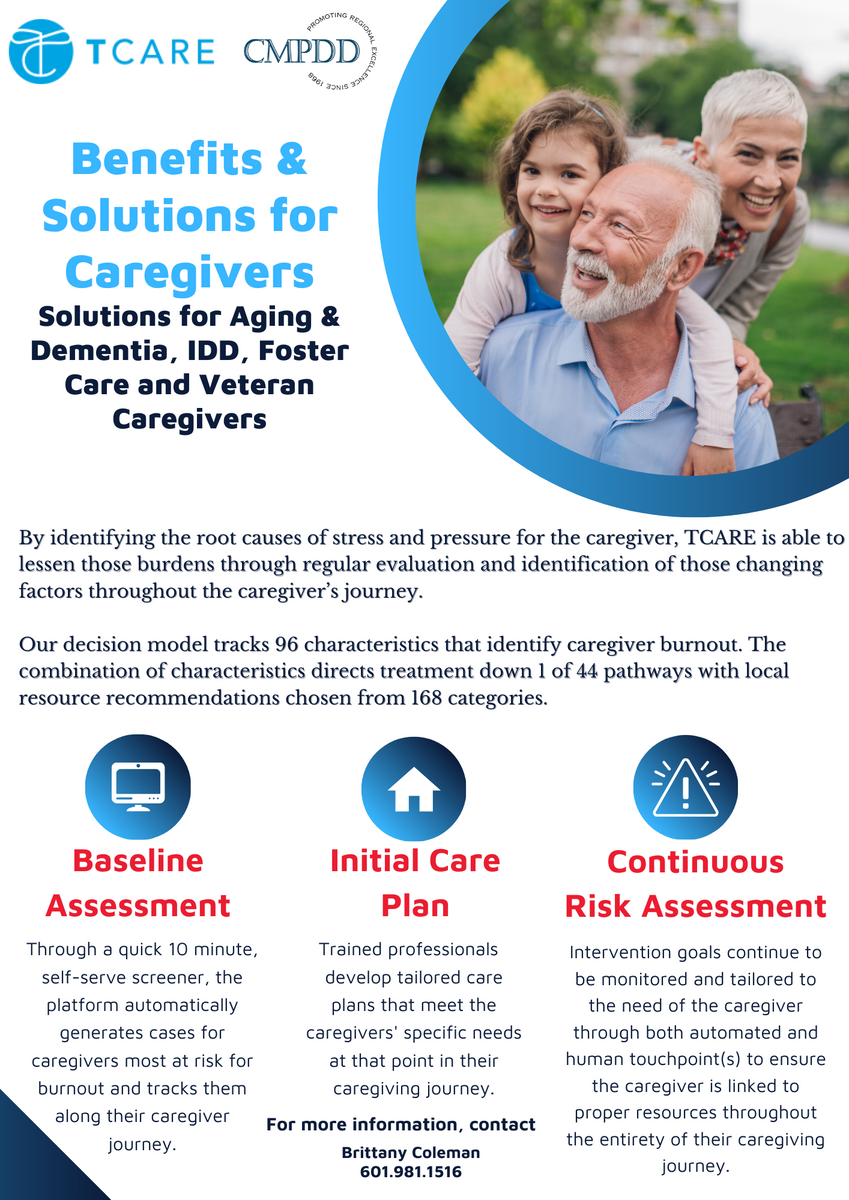 TCARE
CMPDD
PROMOTING REGIONAL EXCELLENCE SINCE 1968
Benefits &
Solutions for
Caregivers
Solutions for Aging &
Dementia, IDD, Foster
Care and Veteran
Caregivers
By identifying the root causes of stress and pressure for the caregiver, TCARE is able to
lessen those burdens through regular evaluation and identification of those changing
factors throughout the caregiver’s journey.
Our decision model tracks 96 characteristics that identify caregiver burnout. The
combination of characteristics directs treatment down 1 of 44 pathways with local
resource recommendations chosen from 168 categories.
Baseline
Assessment
Through a quick 10 minute,
self-serve screener, the
platform automatically
generates cases for
caregivers most at risk for
burnout and tracks them
along their caregiver
journey.
Initial Care
Plan
Trained professionals
develop tailored care
plans that meet the
caregivers' specific needs
at that point in their
caregiving journey.
For more information, contact
Brittany Coleman
601.981.1516
Continuous
Risk Assessment
Intervention goals continue to
be monitored and tailored to
the need of the caregiver
through both automated and
human touchpoint(s) to ensure
the caregiver is linked to
proper resources throughout
the entirety of their caregiving
journey.